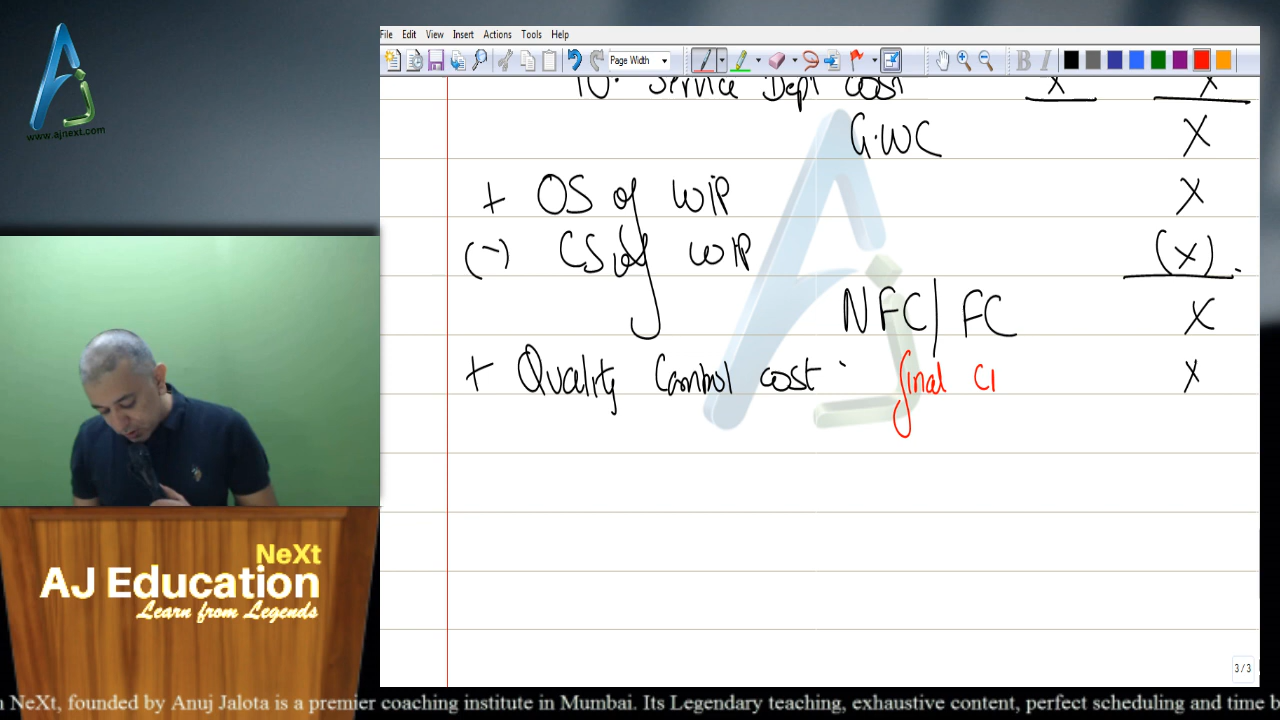 www.ajnext.com
File Edit View Insert Actions Tools Help
Page Width
B I
10. Service Dept cost x x
G.WC X
+ OS of WIP X
(-) CS of WIP (x).
NFC/FC X
+ Quality Control cost final X
NeXt
AJ Education
Learn from Legends
3/3
NeXt, founded by Anuj Jalota is a premier coaching institute in Mumbai. Its Legendary teaching, exhaustive content, perfect scheduling and time